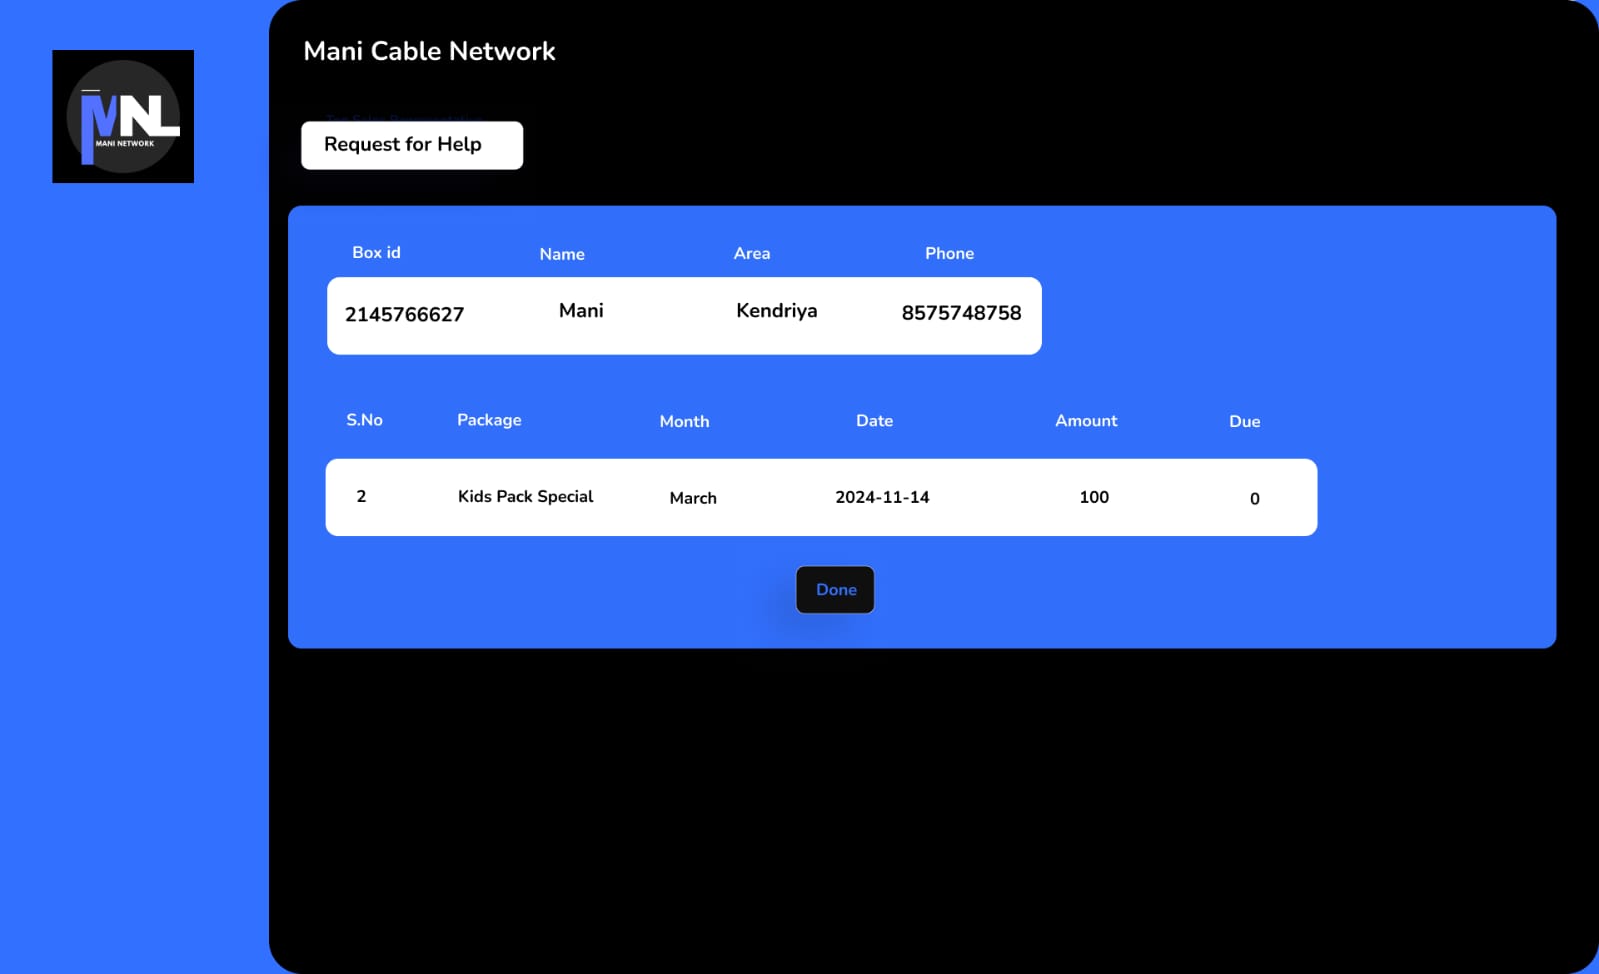 MNL
MANI NETWORK
Mani Cable Network
Request for Help
Box id Name Area Phone
2145766627 Mani Kendriya 8575748758
S.No Package Month Date Amount Due
2 Kids Pack Special March 2024-11-14 100 0
Done